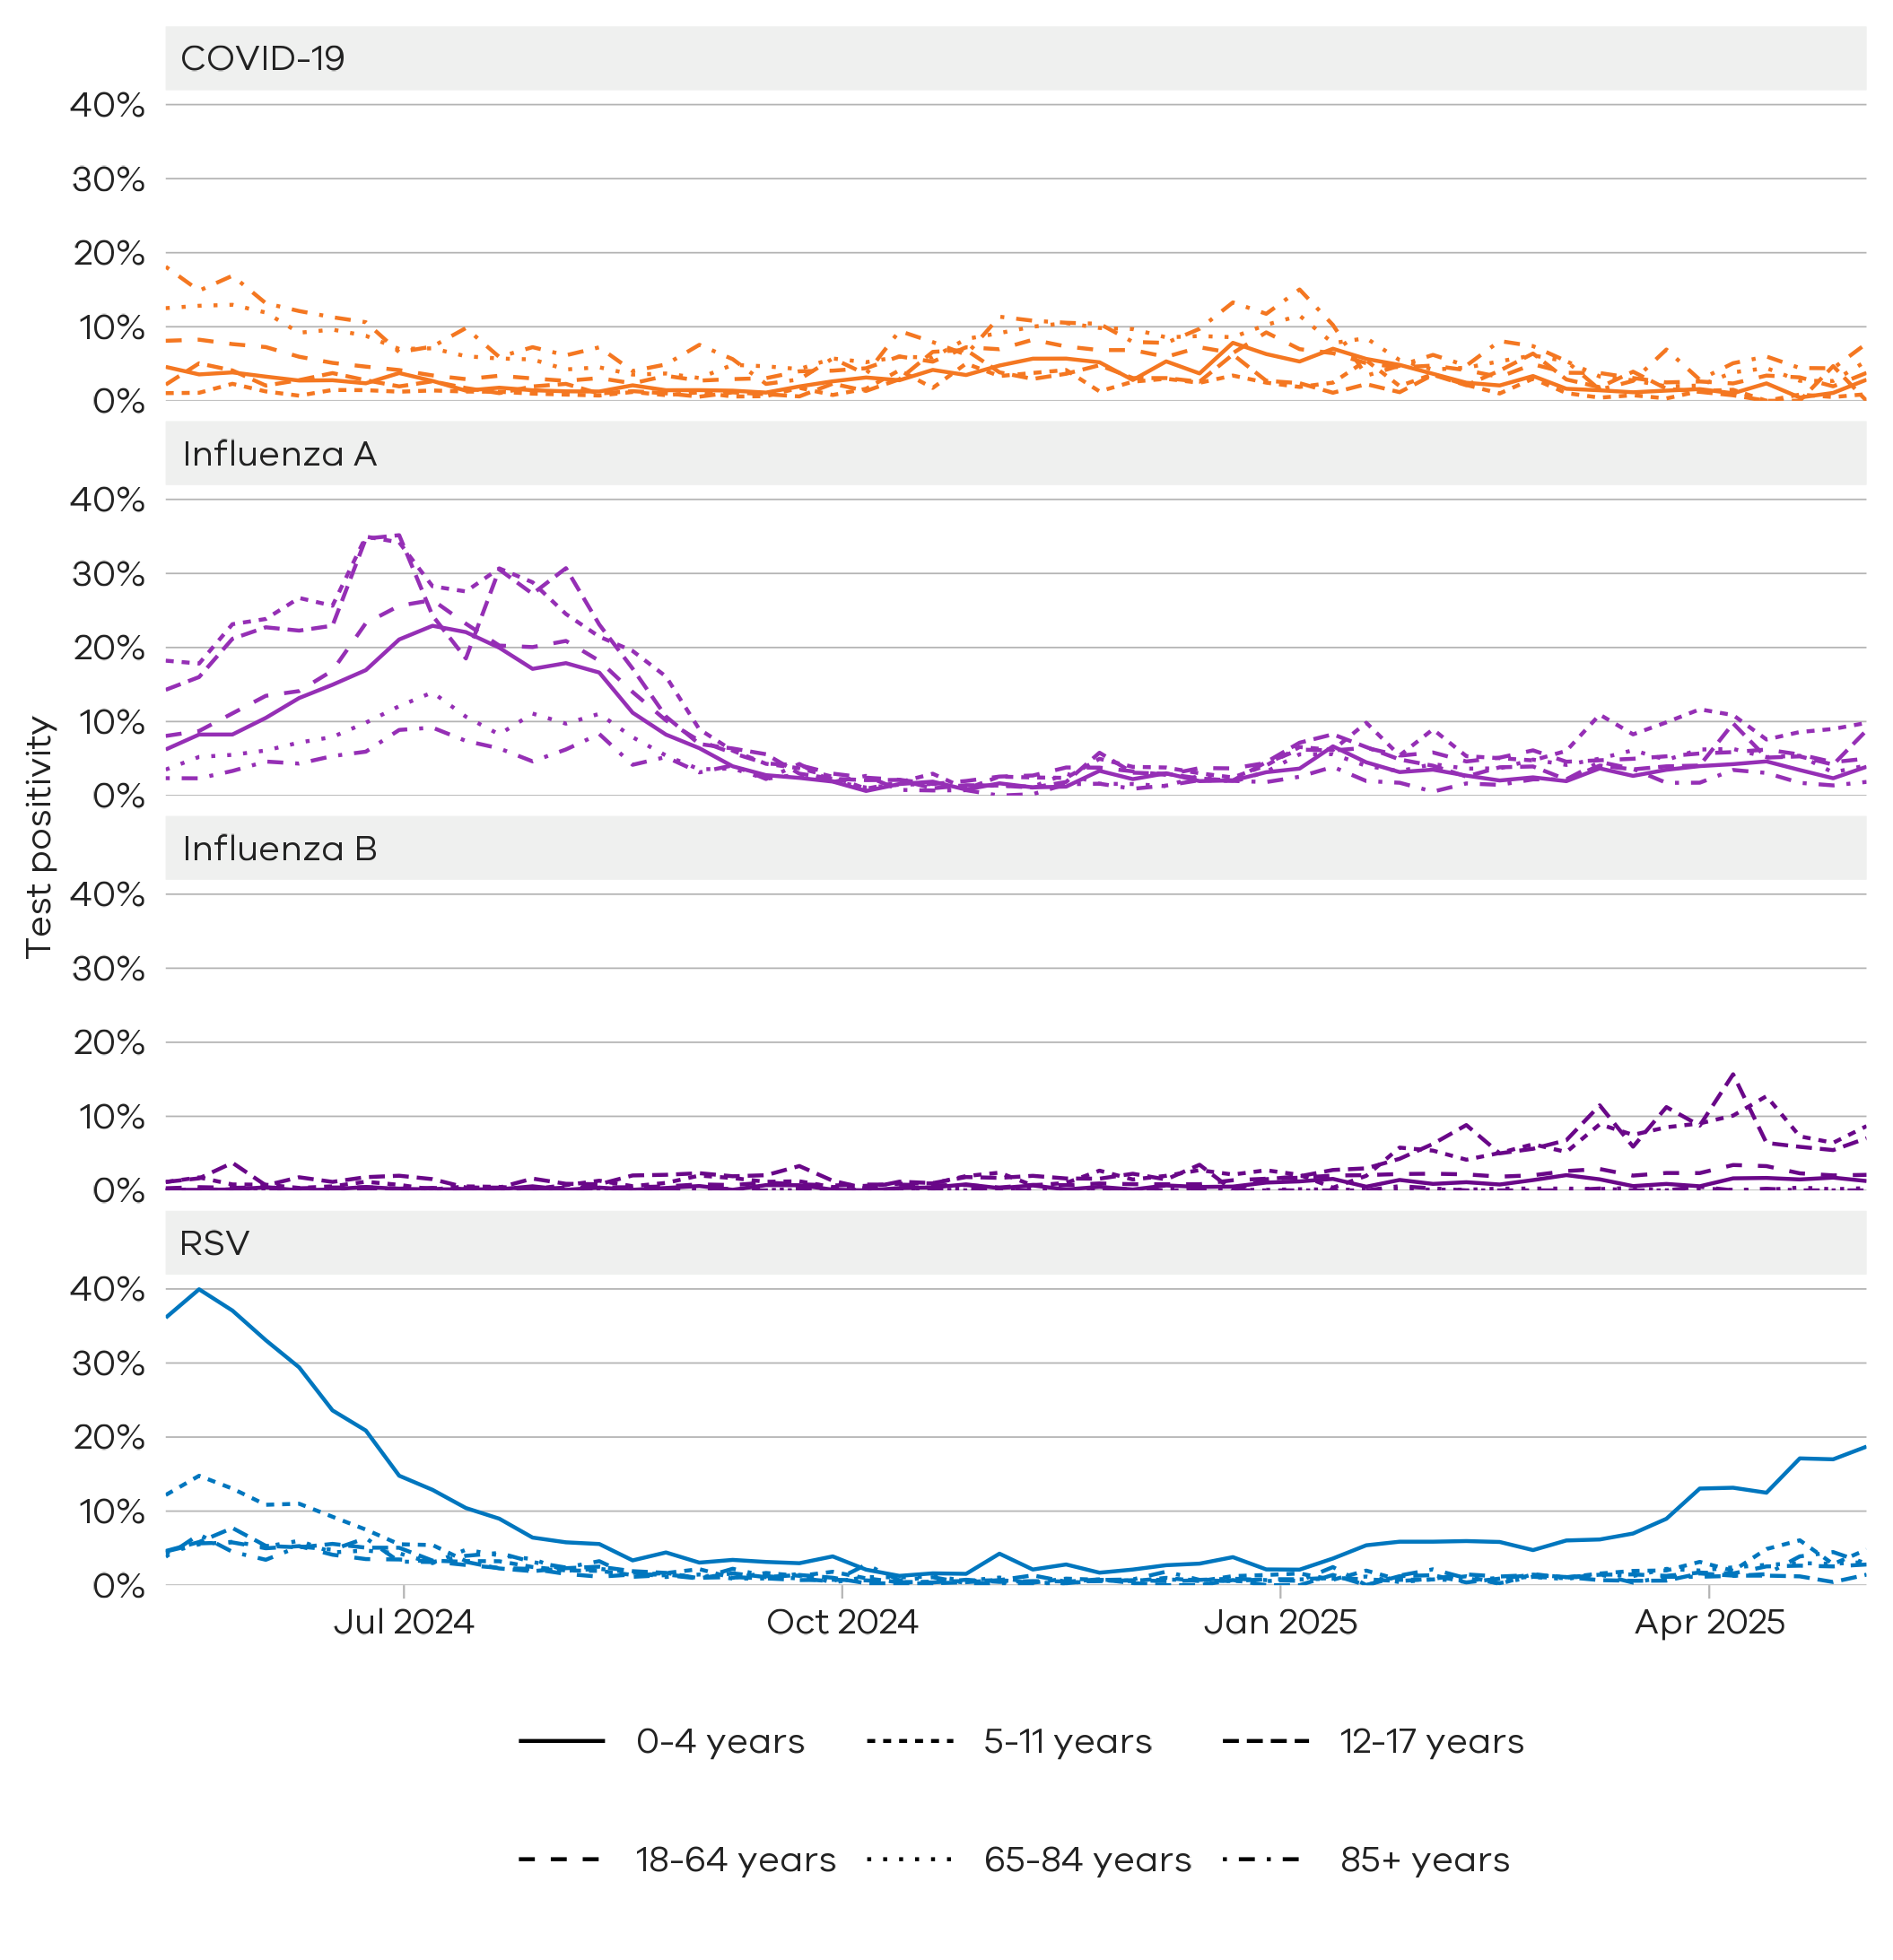 COVID-19
40%
30%
20%
10%
0%
Influenza A
40%
30%
20%
10%
0%
Test positivity
Influenza B
40%
30%
20%
10%
0%
RSV
40%
30%
20%
10%
0%
Jul 2024 Oct 2024 Jan 2025 Apr 2025
0-4 years 5-11 years 12-17 years
18-64 years 65-84 years 85+ years